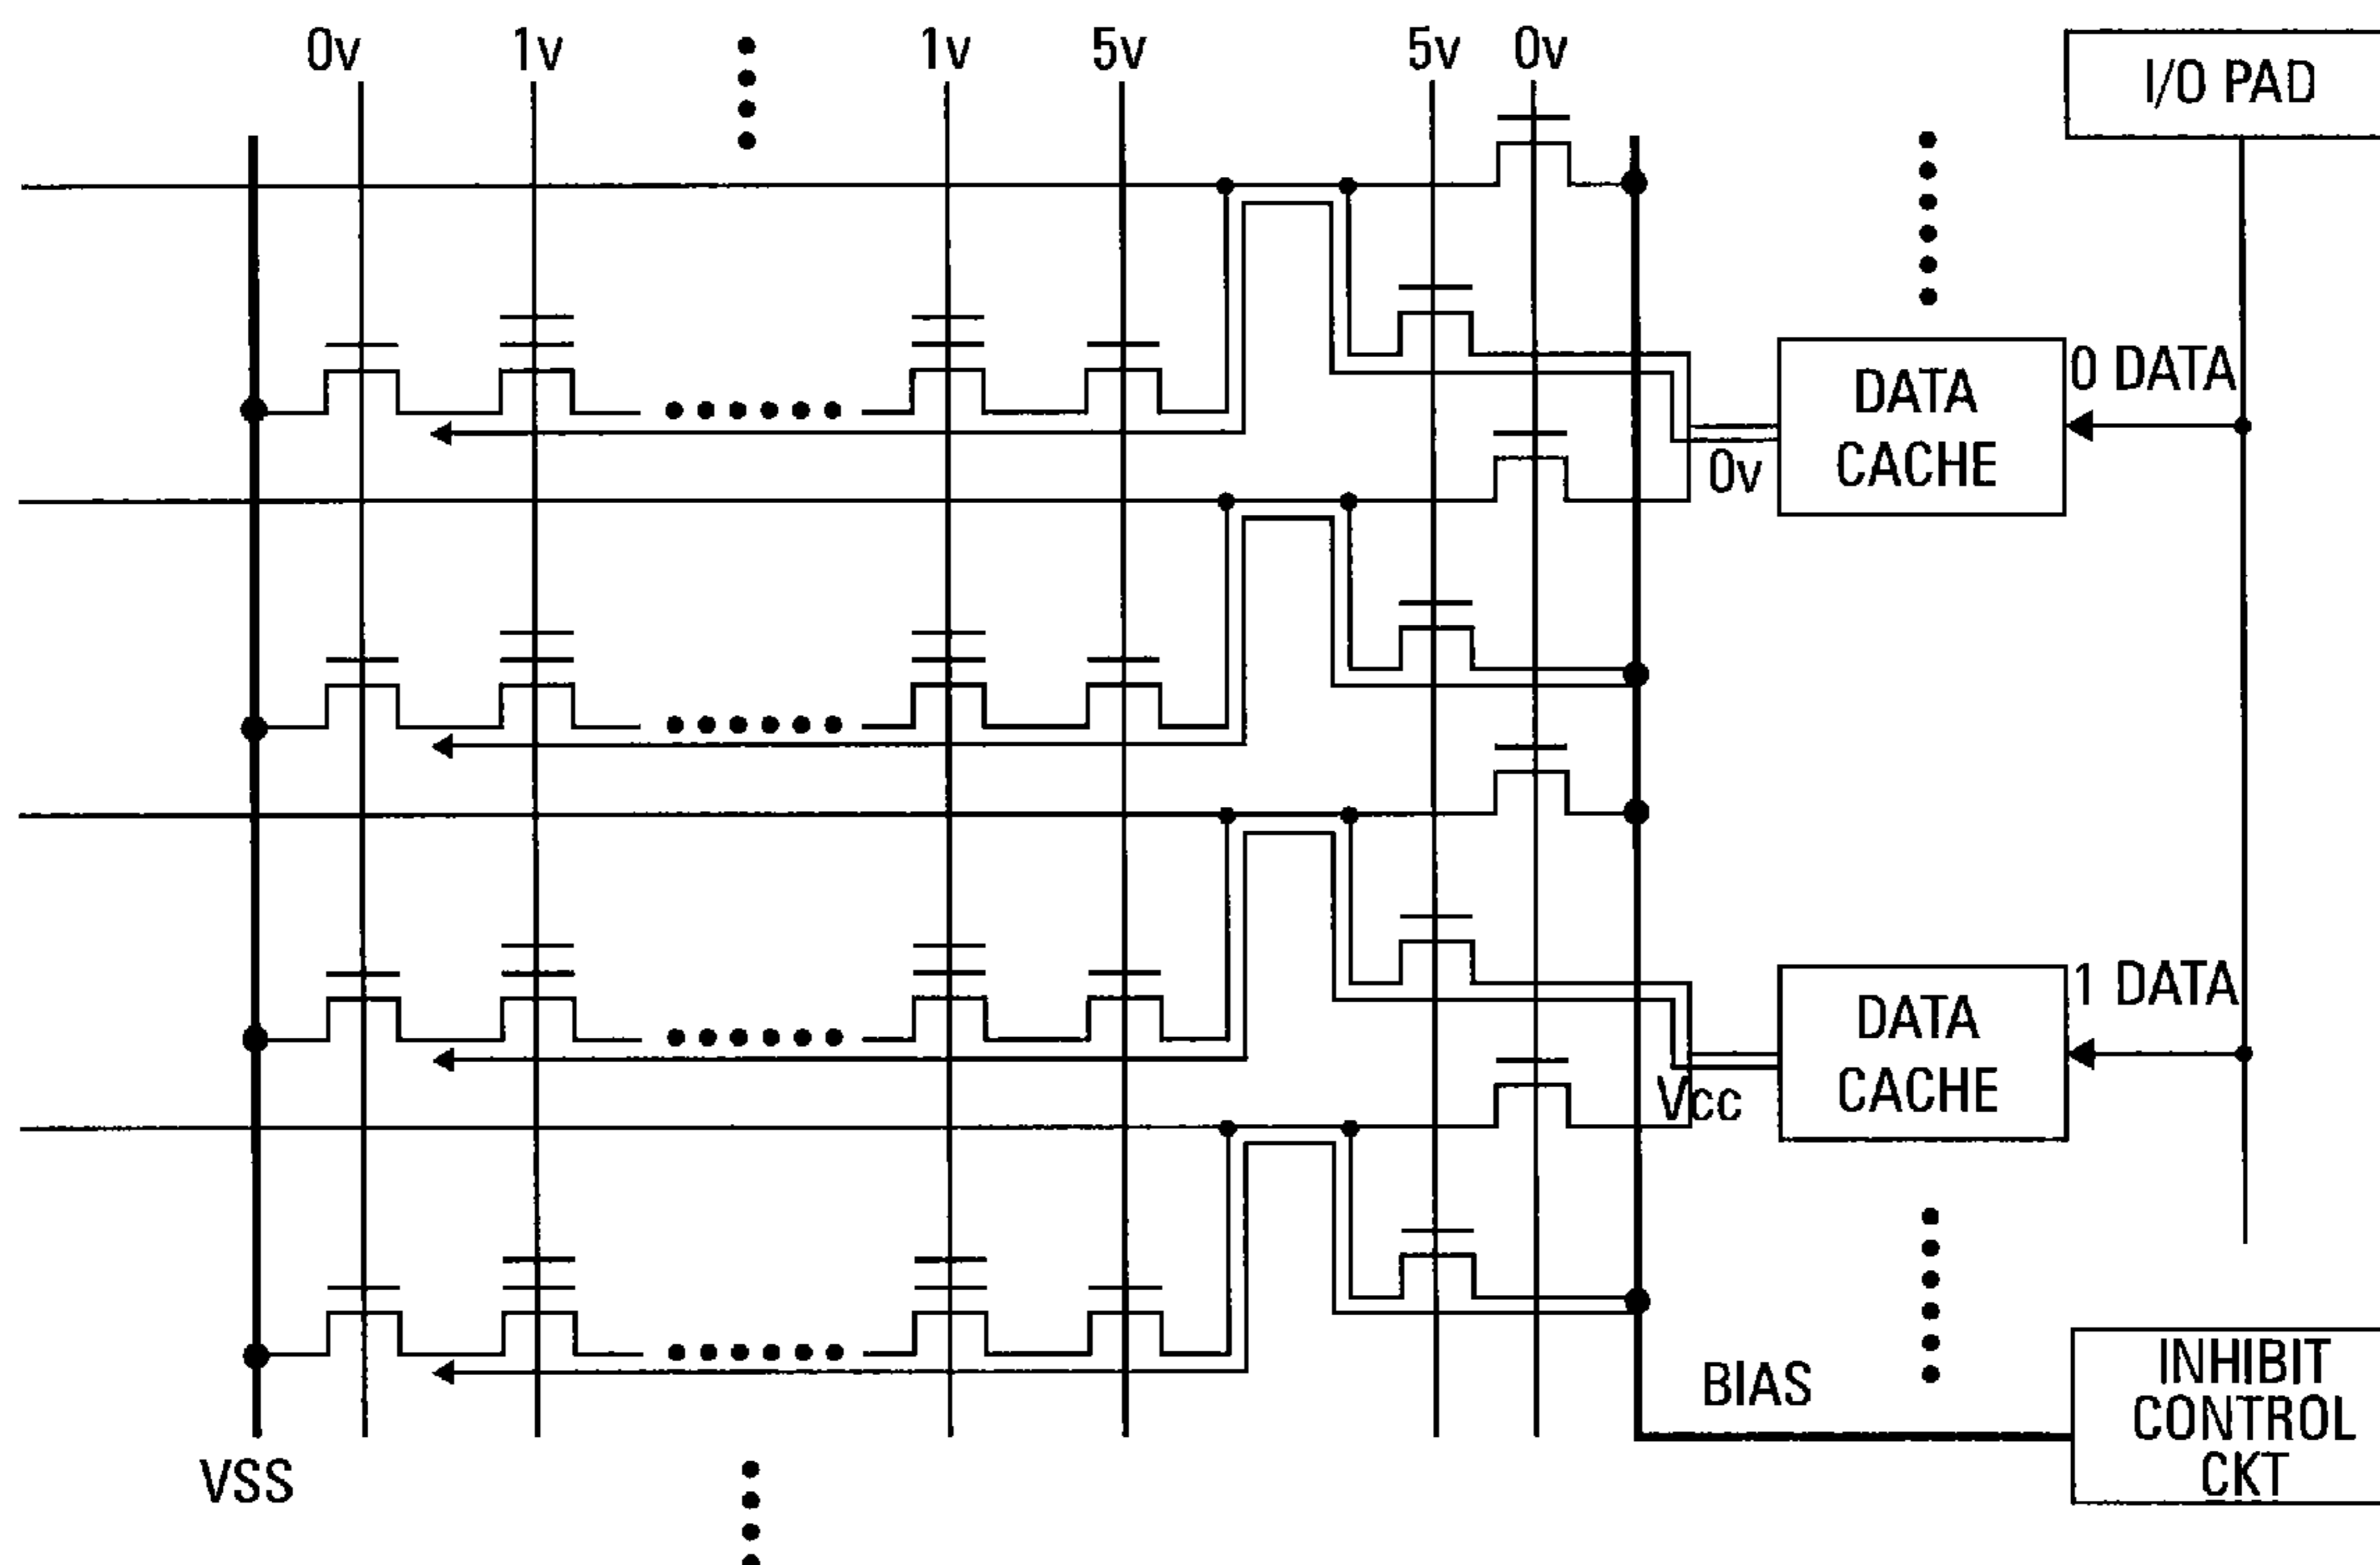 0v
1v
1v
5v
5v
0v
I/O PAD
DATA
CACHE
0 DATA
0v
DATA
CACHE
1 DATA
Vcc
BIAS
INHIBIT
CONTROL
CKT
VSS